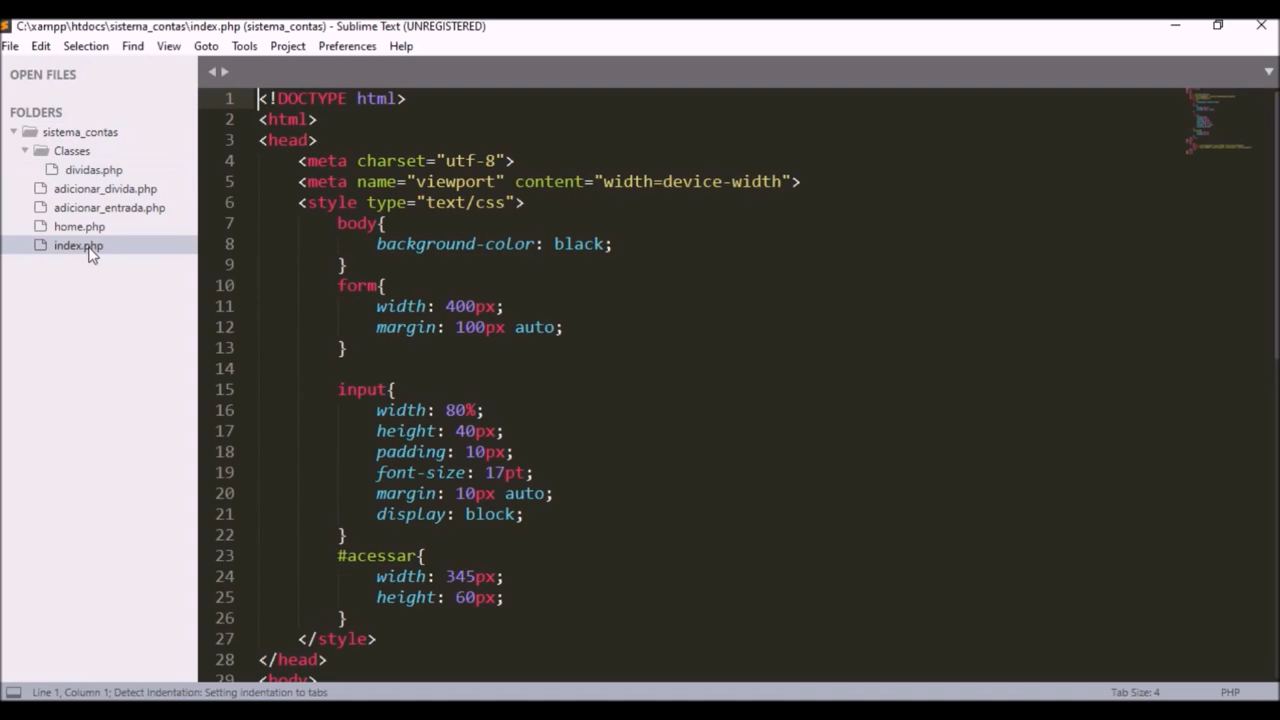 C:\xampp\htdocs\sistema_contas\index.php (sistema_contas) - Sublime Text (UNREGISTERED)
File Edit Selection Find View Goto Tools Project Preferences Help
OPEN FILES
FOLDERS
sistema_contas
Classes
dividas.php
adicionar_divida.php
adicionar_entrada.php
home.php
index.php
1 <!DOCTYPE html>
2 <html>
3 <head>
4 <meta charset="utf-8">
5 <meta name="viewport" content="width=device-width">
6 <style type="text/css">
7 body{
8 background-color: black;
9 }
10 form{
11 width: 400px;
12 margin: 100px auto;
13 }
14
15 input{
16 width: 80%;
17 height: 40px;
18 padding: 10px;
19 font-size: 17pt;
20 margin: 10px auto;
21 display: block;
22 }
23 #acessar{
24 width: 345px;
25 height: 60px;
26 }
27 </style>
28 </head>
29 <body>
Line 1, Column 1; Detect Indentation: Setting indentation to tabs
Tab Size: 4
PHP